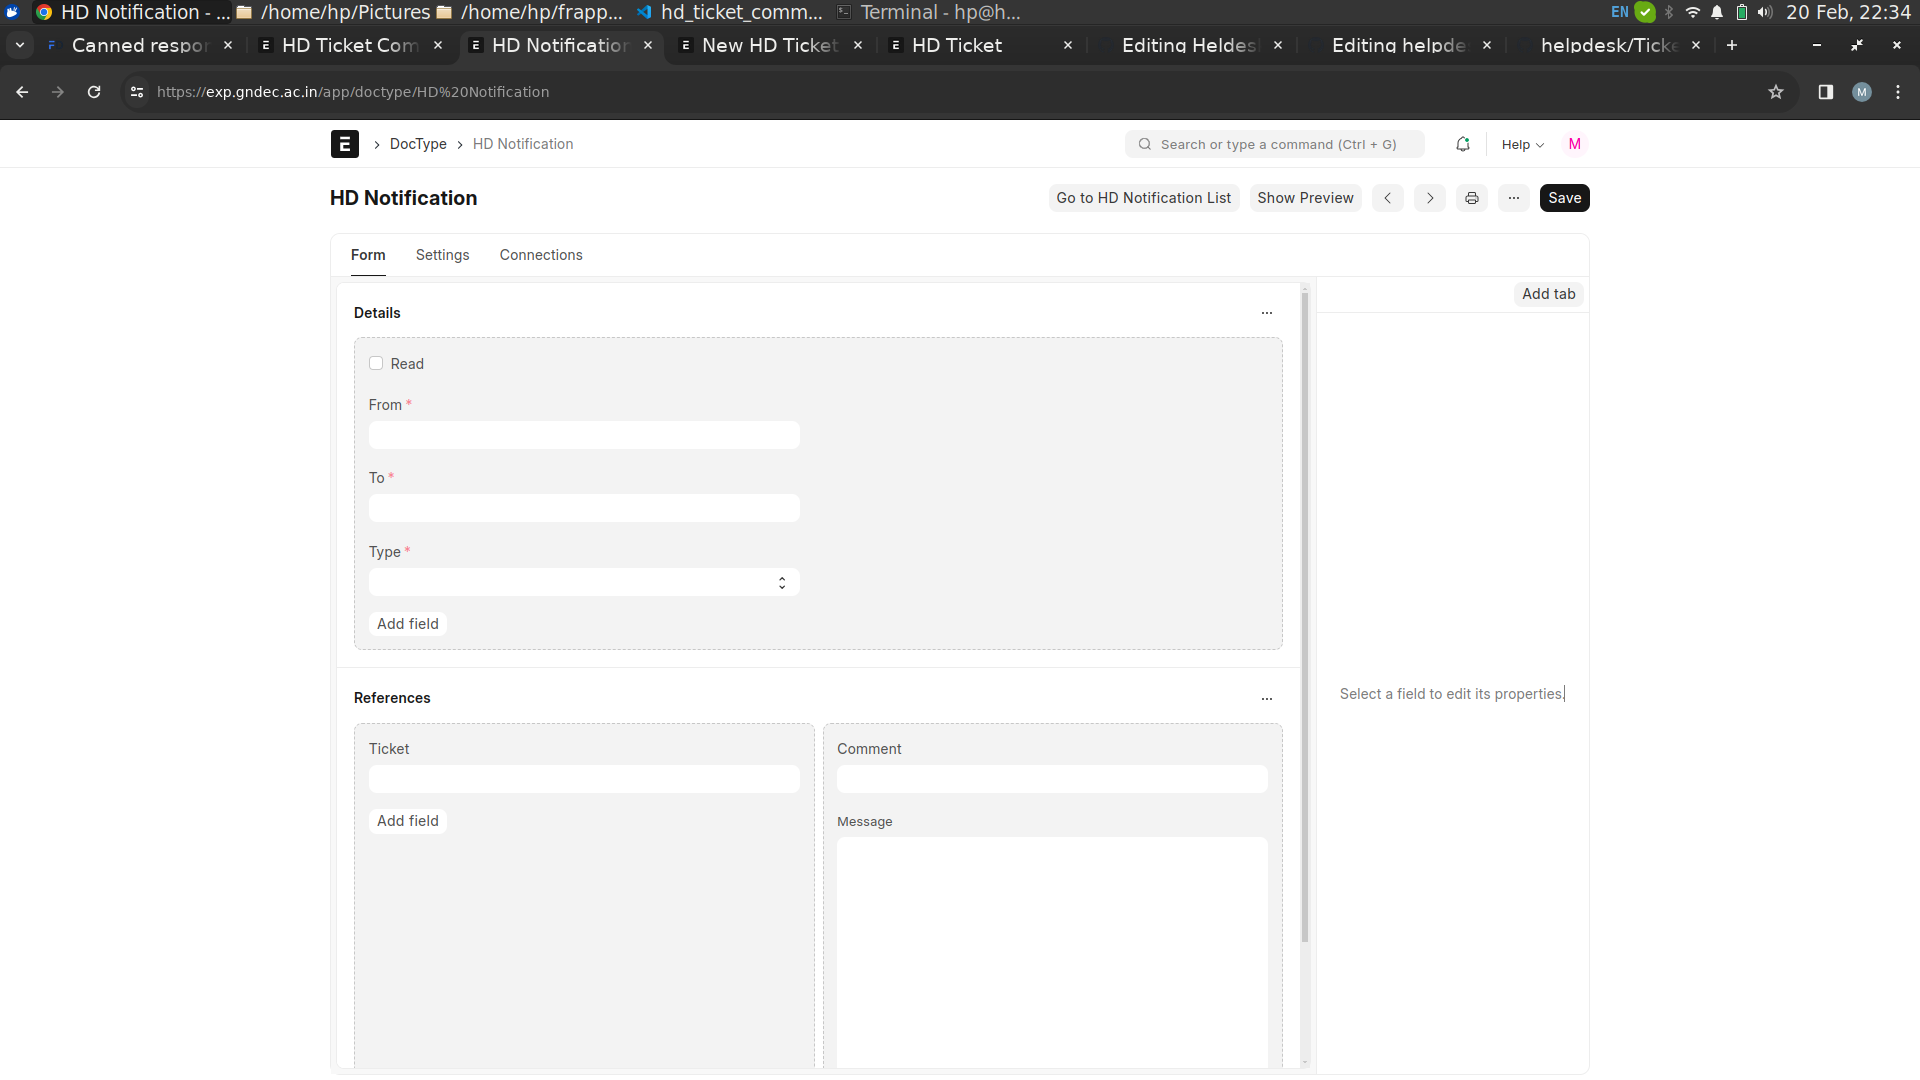 HD Notification - ... /home/hp/Pictures /home/hp/frapp... hd_ticket_comm... Terminal - hp@h... EN 20 Feb, 22:34
Canned respor HD Ticket Com HD Notification New HD Ticket HD Ticket Editing Heldes Editing helpde helpdesk/Ticke
https://exp.gndec.ac.in/app/doctype/HD%20Notification M
E DocType HD Notification Search or type a command (Ctrl + G) Help M
HD Notification Go to HD Notification List Show Preview ... Save
Form Settings Connections
Add tab
Details ...
Read
From *
To *
Type *
Add field
References ...
Select a field to edit its properties.
Ticket Comment
Add field Message